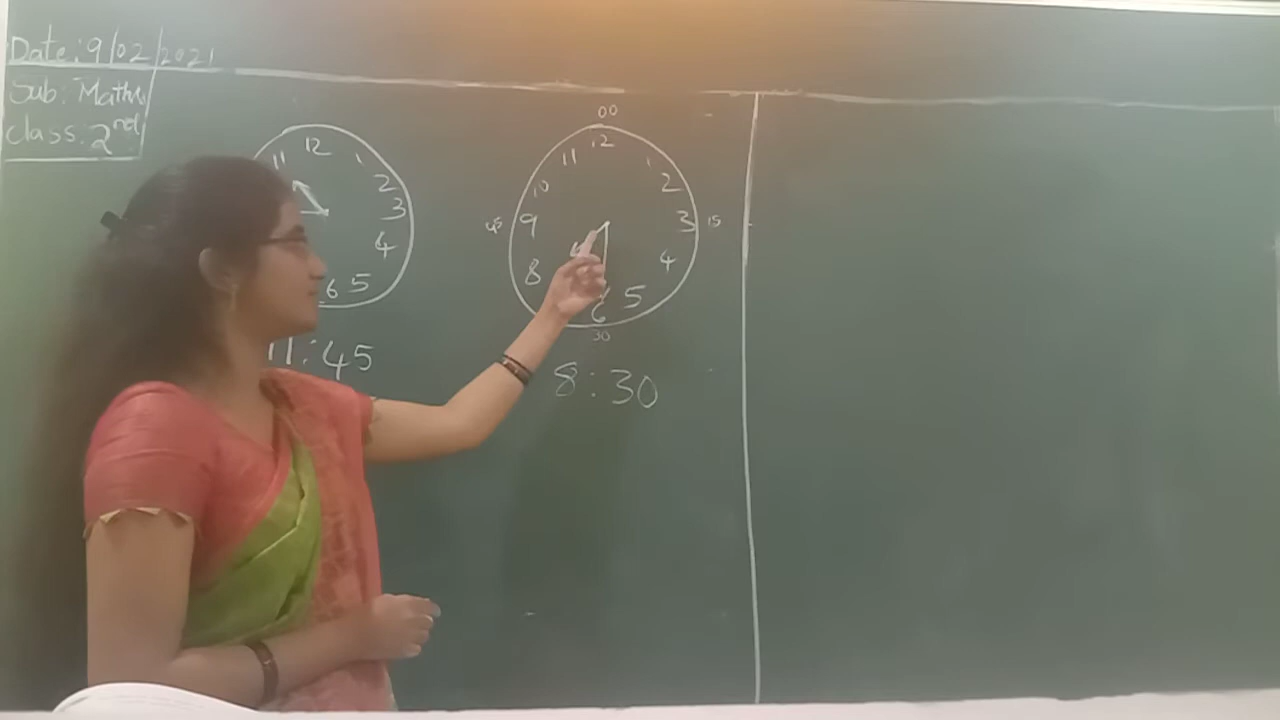 Date: 9/02/2021
Sub: Maths
Class: 2nd
11 12 1 2 3 4 5 6
11:45
00
12 1 2 3 4 5 6 8 9 10 11
15
30
45
8:30